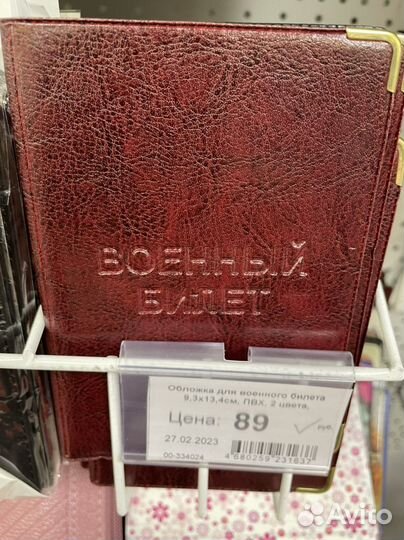 ВОЕННЫЙ
БИЛЕТ
Обложка для военного билета
9,3х13,4см, ПВХ, 2 цвета,
Цена: 89 руб.
27.02.2023
00-334024
4 680259 231637
Avito